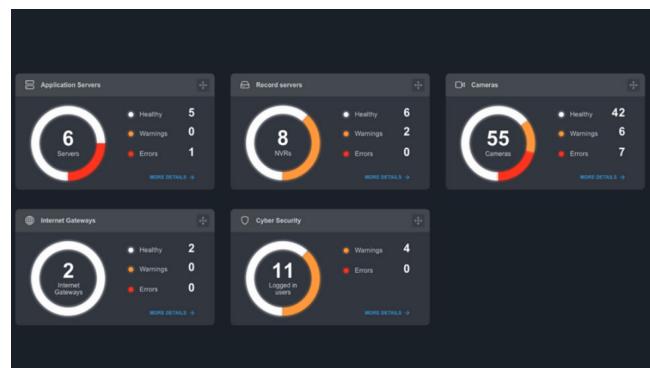 Application Servers
6
Servers
Healthy 5
Warnings 0
Errors 1
MORE DETAILS
Record servers
8
NVRs
Healthy 6
Warnings 2
Errors 0
MORE DETAILS
Cameras
55
Cameras
Healthy 42
Warnings 6
Errors 7
MORE DETAILS
Internet Gateways
2
Internet
Gateways
Healthy 2
Warnings 0
Errors 0
MORE DETAILS
Cyber Security
11
Logged in
users
Warnings 4
Errors 0
MORE DETAILS